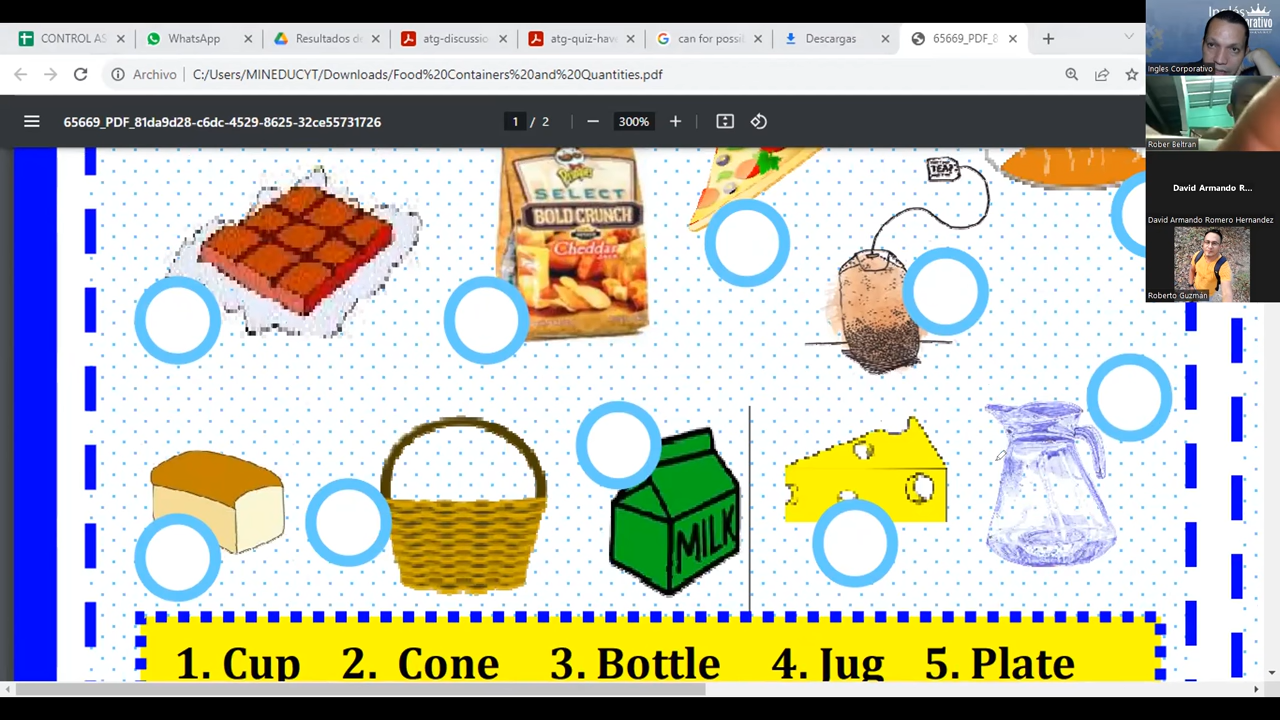 CONTROL AS
WhatsApp
Resultados de
atg-discussio
atg-quiz-hav
can for possi
Descargas
65669_PDF_8
Archivo
C:/Users/MINEDUCYT/Downloads/Food%20Containers%20and%20Quantities.pdf
65669_PDF_81da9d28-c6dc-4529-8625-32ce55731726
1 / 2
300%
Inglés
Ingles Corporativo
Rober Beltran
David Armando R...
David Armando Romero Hernandez
Roberto Guzmán
SELECT
BOLD CRUNCH
Cheddar
MILK
1. Cup 2. Cone 3. Bottle 4. Jug 5. Plate